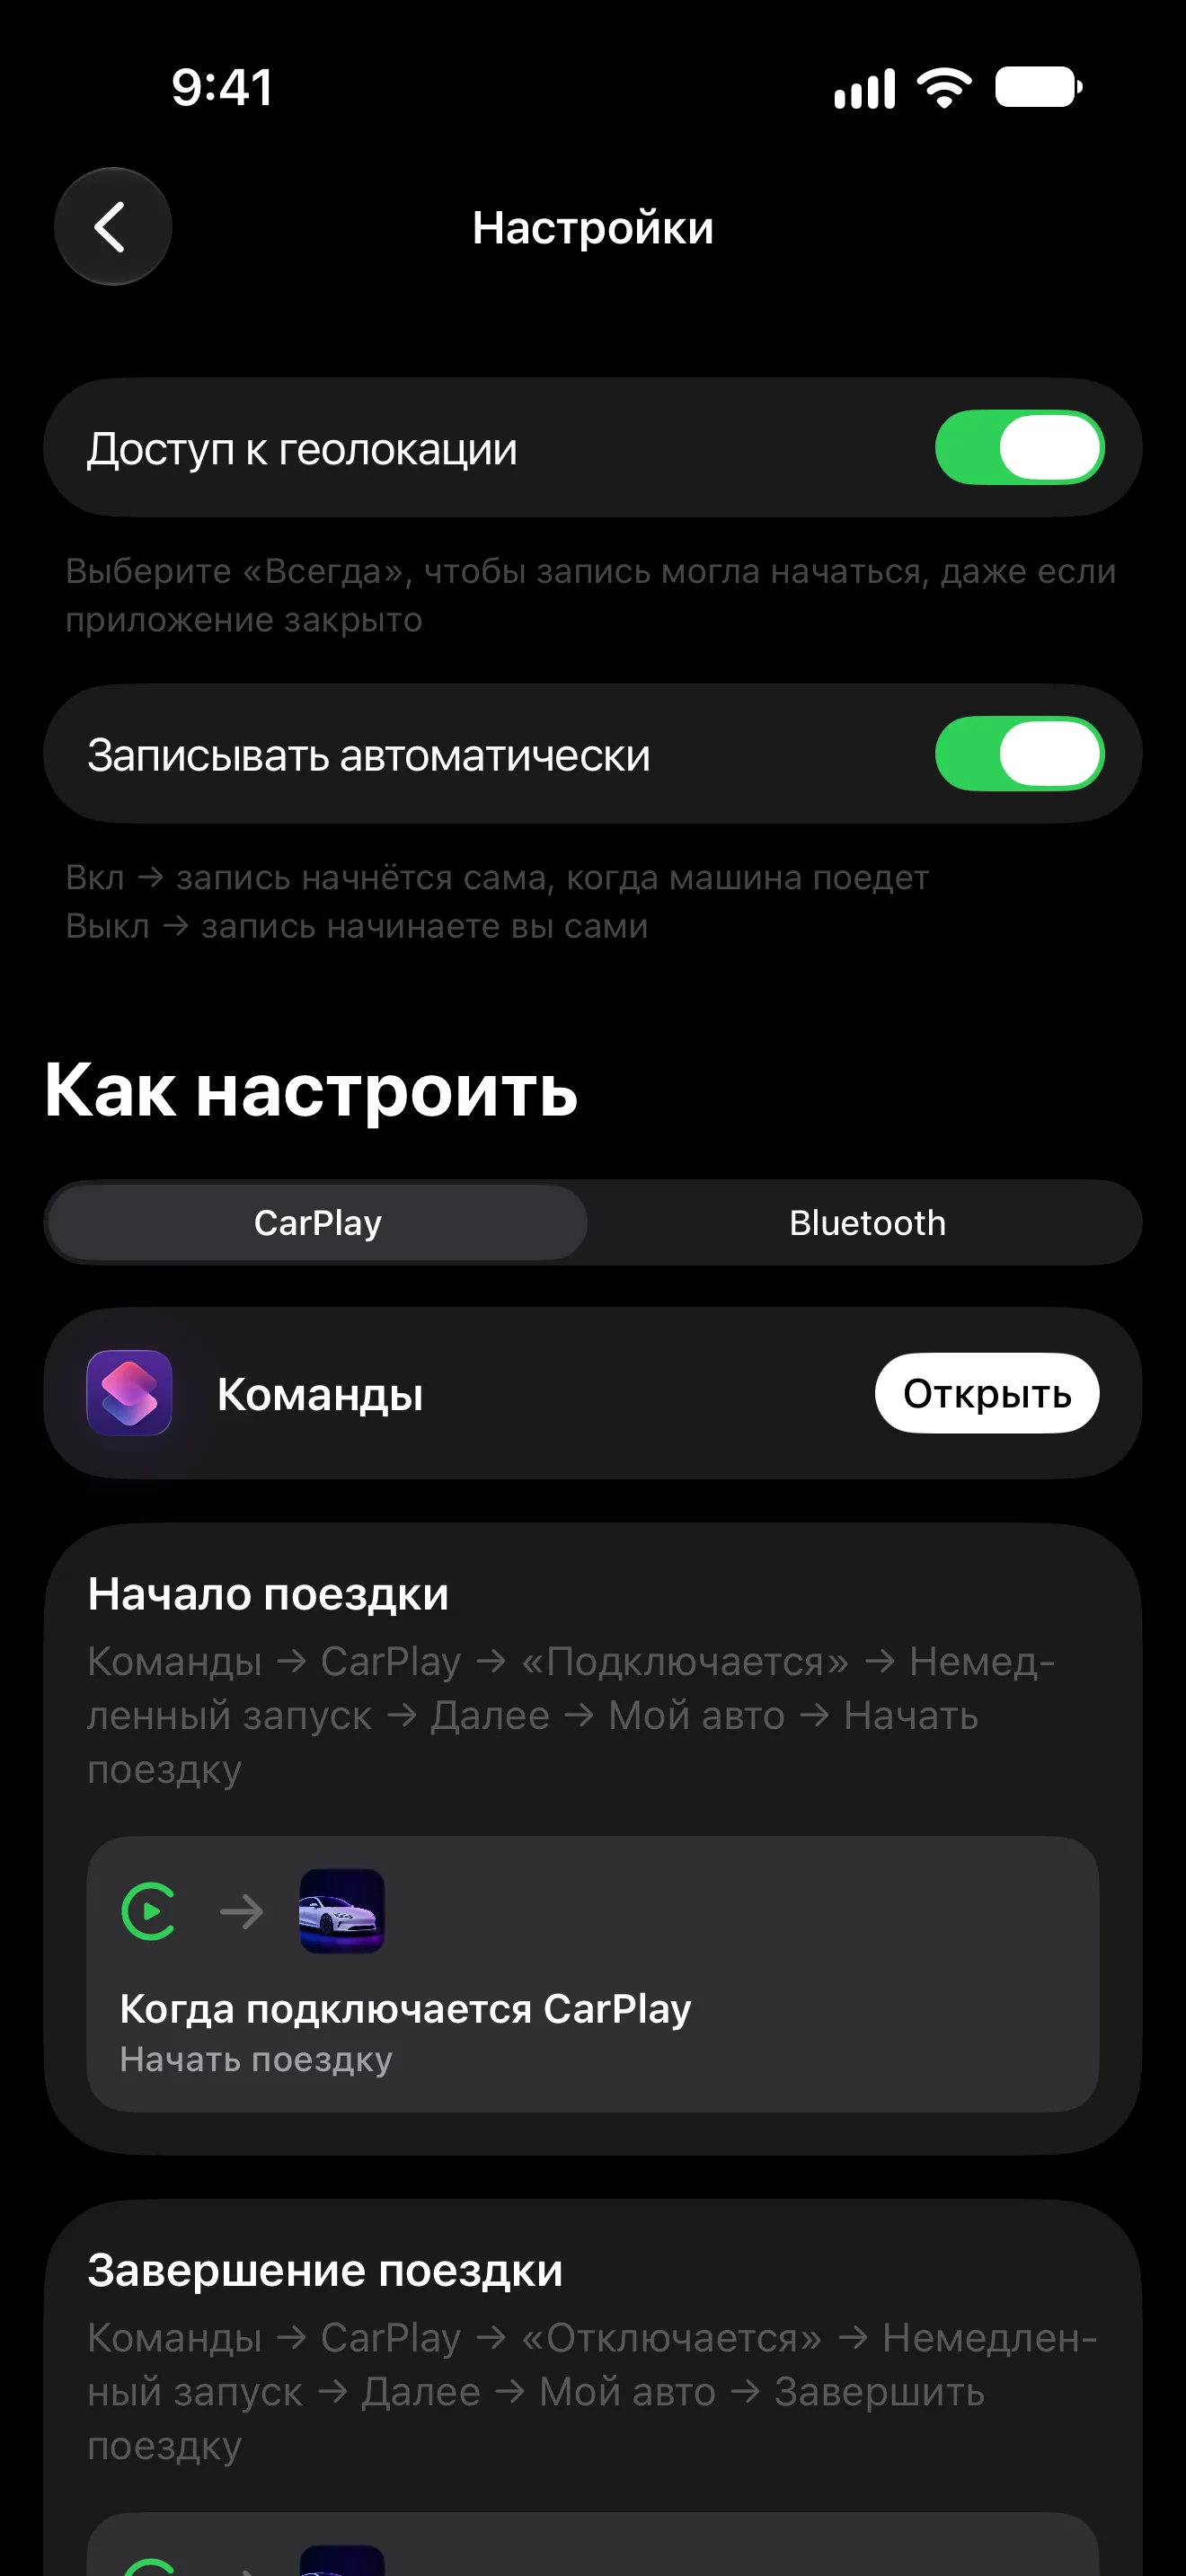 9:41
Настройки
Доступ к геолокации
Выберите «Всегда», чтобы запись могла начаться, даже если
приложение закрыто
Записывать автоматически
Вкл → запись начнётся сама, когда машина поедет
Выкл → запись начинаете вы сами
Как настроить
CarPlay
Bluetooth
Команды
Открыть
Начало поездки
Команды → CarPlay → «Подключается» → Немед-
ленный запуск → Далее → Мой авто → Начать
поездку
Когда подключается CarPlay
Начать поездку
Завершение поездки
Команды → CarPlay → «Отключается» → Немедлен-
ный запуск → Далее → Мой авто → Завершить
поездку